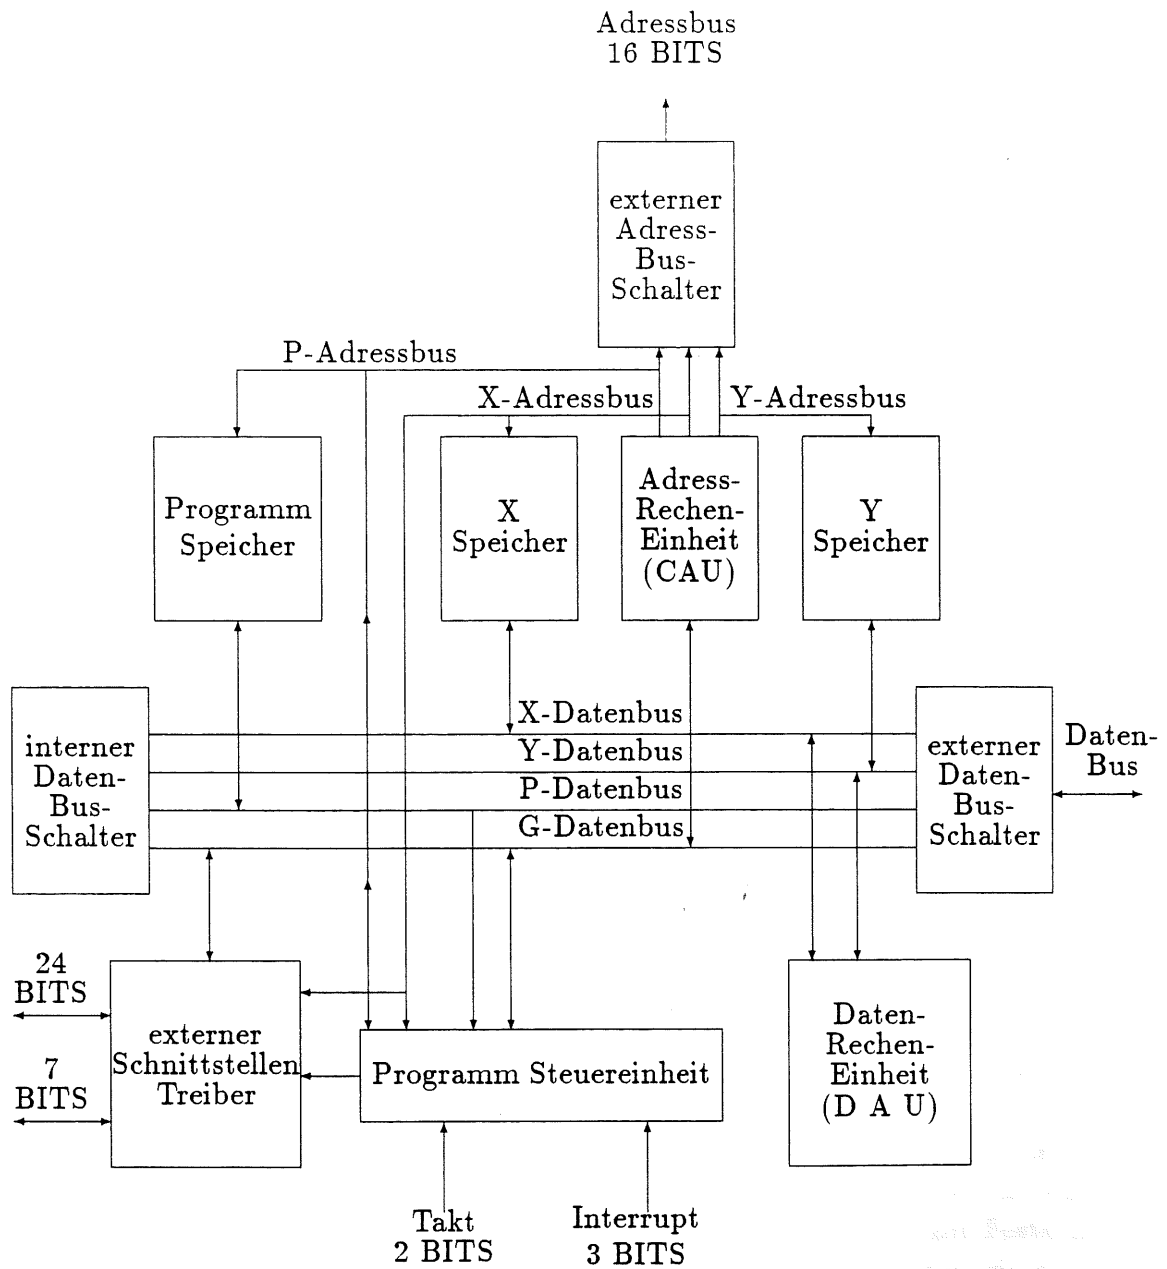 Adressbus
16 BITS
externer
Adress-
Bus-
Schalter
P-Adressbus
X-Adressbus
Y-Adressbus
Programm
Speicher
X
Speicher
Adress-
Rechen-
Einheit
(CAU)
Y
Speicher
interner
Daten-
Bus-
Schalter
X-Datenbus
Y-Datenbus
P-Datenbus
G-Datenbus
externer
Daten-
Bus-
Schalter
Daten-
Bus
24
BITS
7
BITS
externer
Schnittstellen
Treiber
Programm Steuereinheit
Daten-
Rechen-
Einheit
(D A U)
Takt
2 BITS
Interrupt
3 BITS